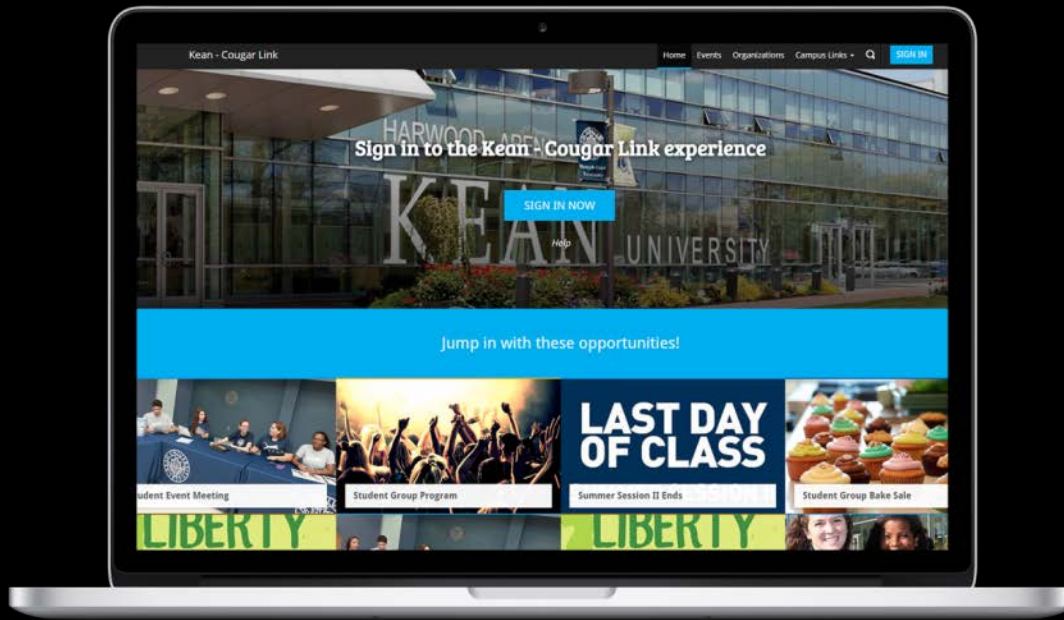 Kean - Cougar Link
Home Events Organizations Campus Links SIGN IN
HARWOOD ARENA
Sign in to the Kean - Cougar Link experience
KEAN UNIVERSITY
SIGN IN NOW
Help
Jump in with these opportunities!
LAST DAY
OF CLASS
udent Event Meeting
Student Group Program
Summer Session II Ends
Student Group Bake Sale
LIBERTY
LIBERTY